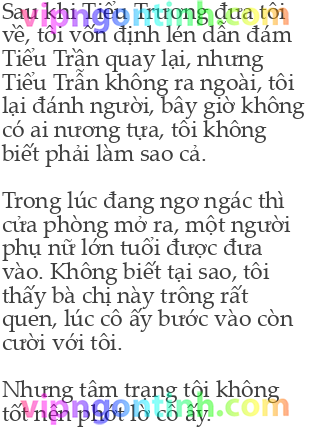 Sau khi Tiểu Trương đưa tôi
vipngontinh.com
về, tôi vốn định lén dẫn đám
Tiểu Trần quay lại, nhưng
Tiểu Trẫn không ra ngoài, tôi
lại đánh người, bây giờ không
có ai nương tựa, tôi không
biết phải làm sao cả.
Trong lúc đang ngơ ngác thì
cửa phòng mở ra, một người
phụ nữ lớn tuổi được đưa
vào. Không biết tại sao, tôi
thấy bà chị này trông rất
quen, lúc cô ấy bước vào còn
cười với tôi.
Nhưng tâm trạng tôi không
vipngontinh.com
tốt nên phớt lờ cô ấy.